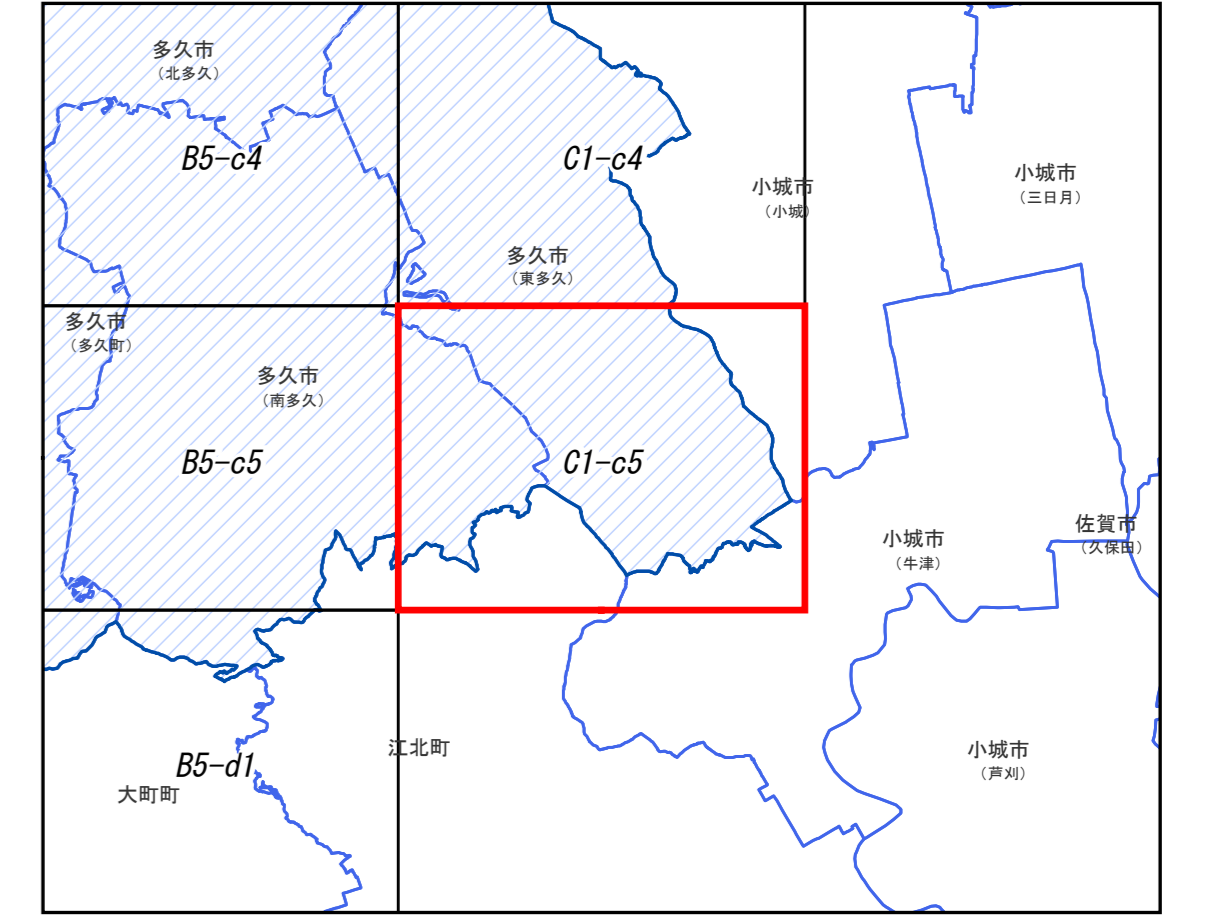 多久市
（北多久）
B5-c4
C1-c4
小城市
（小城）
小城市
（三日月）
多久市
（東多久）
多久市
（多久町）
多久市
（南多久）
B5-c5
C1-c5
小城市
（牛津）
佐賀市
（久保田）
B5-d1
大町町
江北町
小城市
（芦刈）